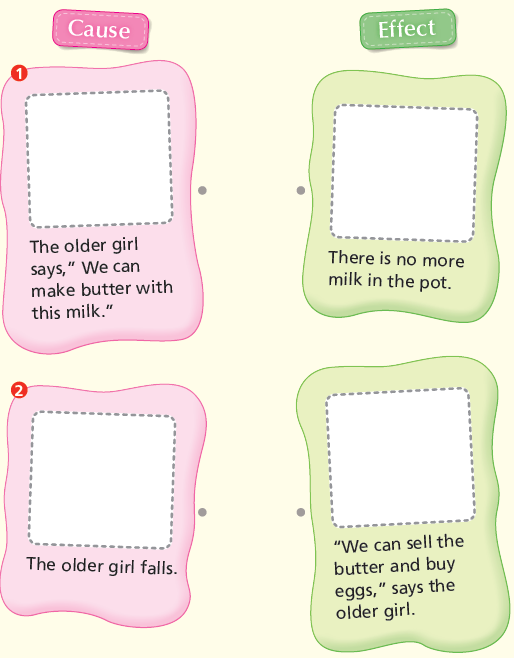 Cause
Effect
1
The older girl
says,” We can
make butter with
this milk.”
There is no more
milk in the pot.
2
The older girl falls.
“We can sell the
butter and buy
eggs,” says the
older girl.